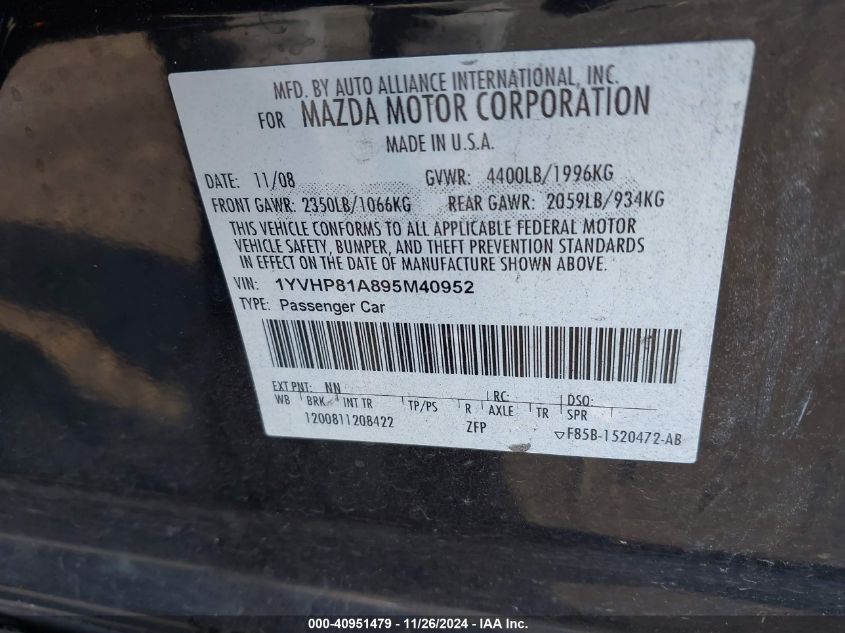 MFD. BY AUTO ALLIANCE INTERNATIONAL, INC.
FOR MAZDA MOTOR CORPORATION
MADE IN U.S.A.
DATE: 11/08 GVWR: 4400LB/1996KG
FRONT GAWR: 2350LB/1066KG REAR GAWR: 2059LB/934KG
THIS VEHICLE CONFORMS TO ALL APPLICABLE FEDERAL MOTOR
VEHICLE SAFETY, BUMPER, AND THEFT PREVENTION STANDARDS
IN EFFECT ON THE DATE OF MANUFACTURE SHOWN ABOVE.
VIN: 1YVHP81A895M40952
TYPE: Passenger Car
EXT PNT: NN RC: DSO:
WB BRK INT TR TP/PS R AXLE TR SPR
1200811208422 ZFP ▽F85B-1520472-AB
000-40951479 - 11/26/2024 - IAA Inc.